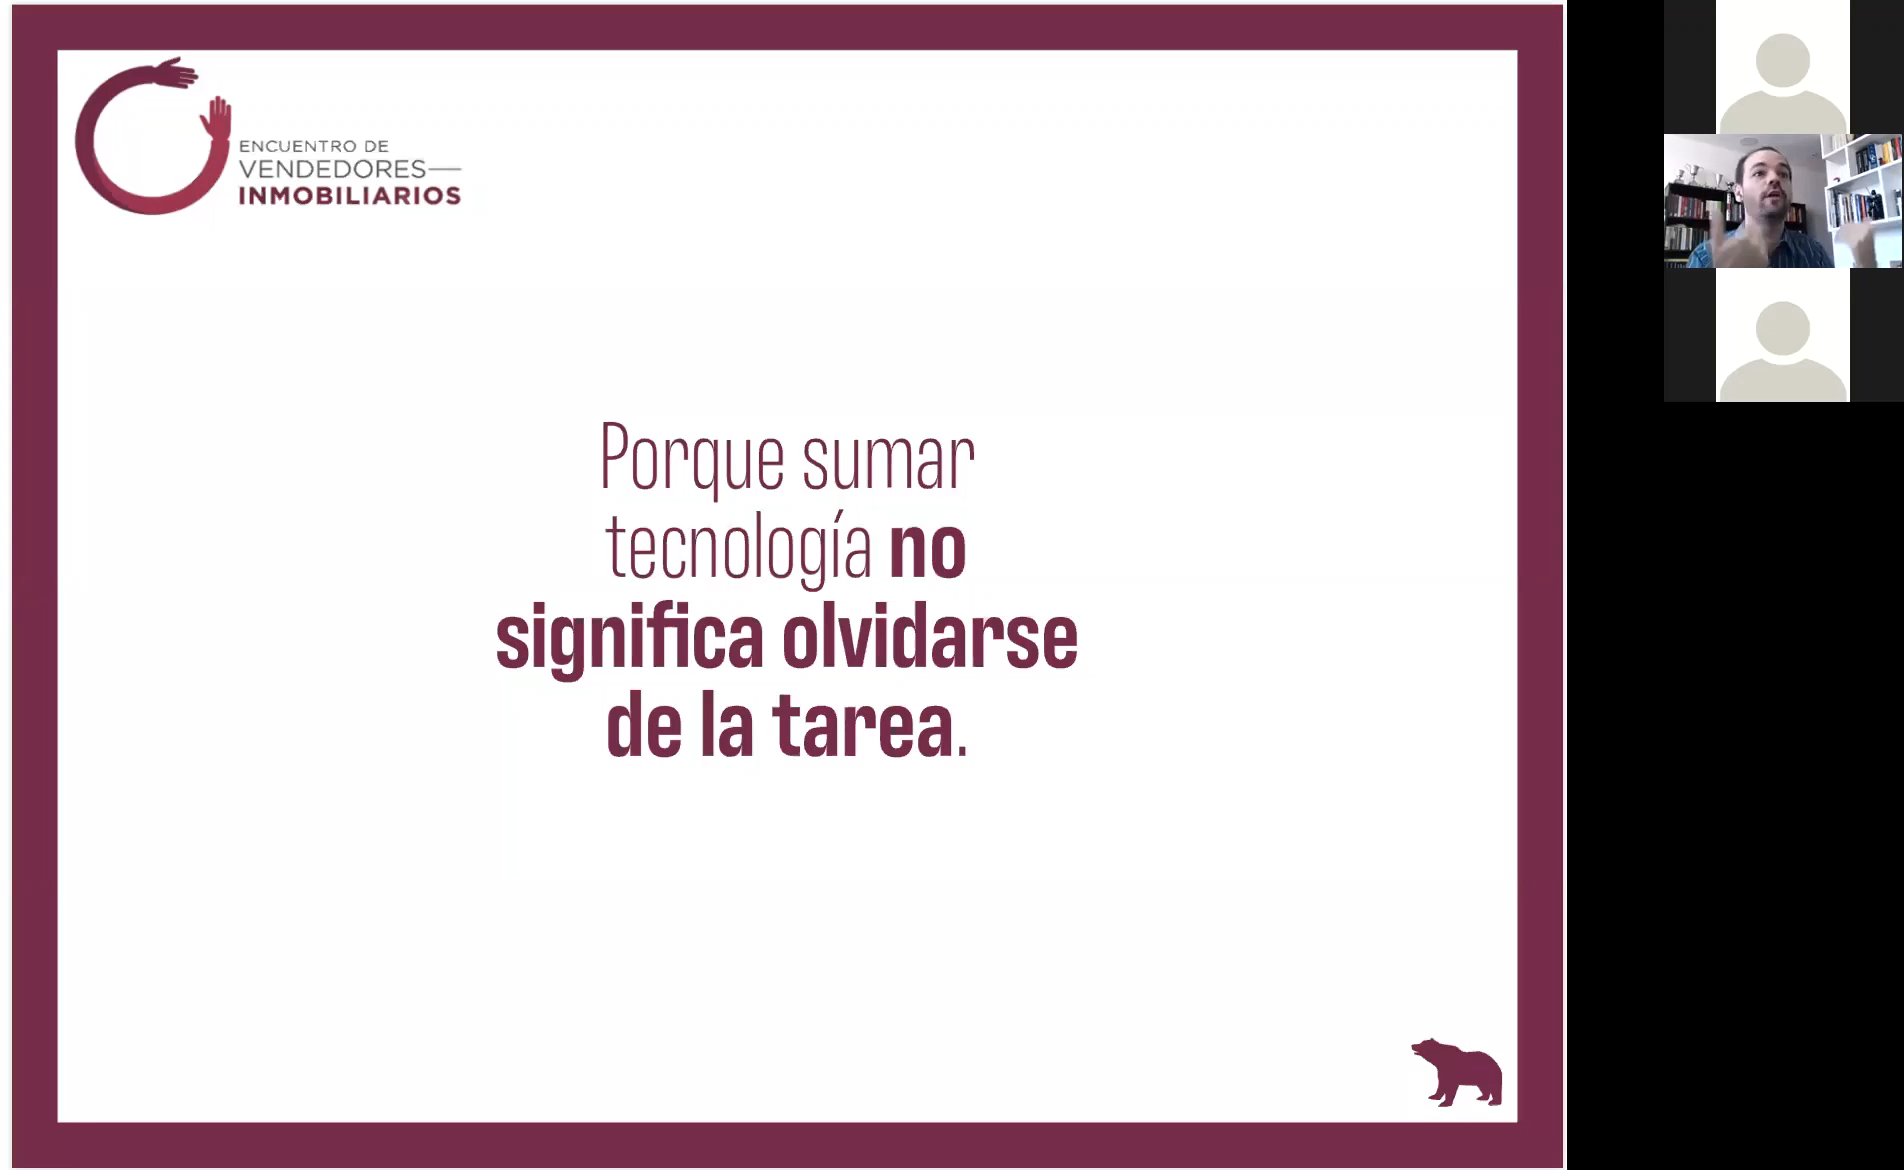 ENCUENTRO DE
VENDEDORES—
INMOBILIARIOS
Porque sumar
tecnología no
significa olvidarse
de la tarea.